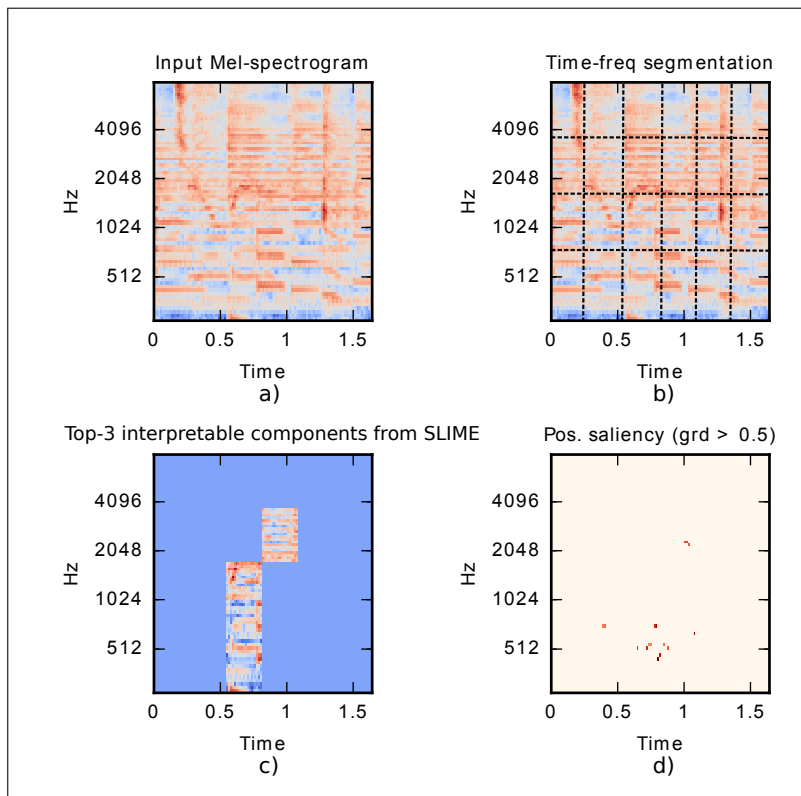 Input Mel-spectrogram
Hz
4096
2048
1024
512
0 0.5 1 1.5
Time
a)
Time-freq segmentation
Hz
4096
2048
1024
512
0 0.5 1 1.5
Time
b)
Top-3 interpretable components from SLIME
Hz
4096
2048
1024
512
0 0.5 1 1.5
Time
c)
Pos. saliency (grd > 0.5)
Hz
4096
2048
1024
512
0 0.5 1 1.5
Time
d)